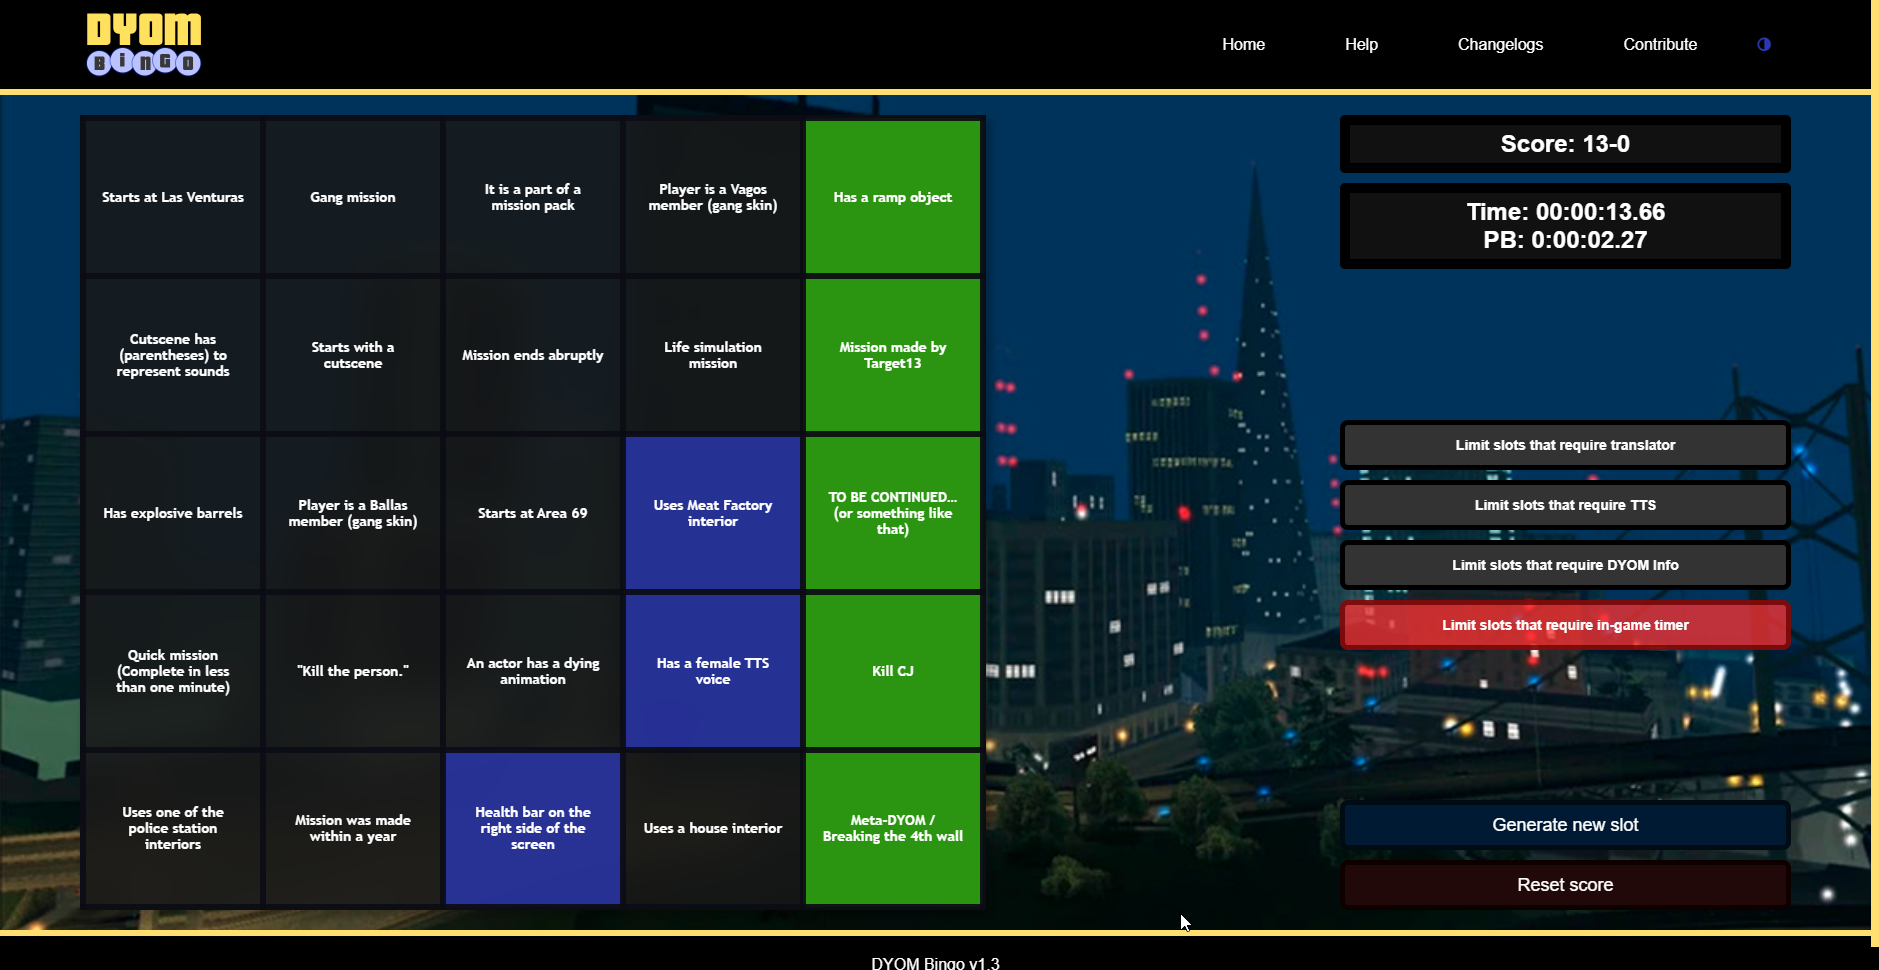 DYOM
BiNGO
Home
Help
Changelogs
Contribute
Starts at Las Venturas
Gang mission
It is a part of a
mission pack
Player is a Vagos
member (gang skin)
Has a ramp object
Cutscene has
(parentheses) to
represent sounds
Starts with a
cutscene
Mission ends abruptly
Life simulation
mission
Mission made by
Target13
Has explosive barrels
Player is a Ballas
member (gang skin)
Starts at Area 69
Uses Meat Factory
interior
TO BE CONTINUED...
(or something like
that)
Quick mission
(Complete in less
than one minute)
"Kill the person."
An actor has a dying
animation
Has a female TTS
voice
Kill CJ
Uses one of the
police station
interiors
Mission was made
within a year
Health bar on the
right side of the
screen
Uses a house interior
Meta-DYOM /
Breaking the 4th wall
Score: 13-0
Time: 00:00:13.66
PB: 0:00:02.27
Limit slots that require translator
Limit slots that require TTS
Limit slots that require DYOM Info
Limit slots that require in-game timer
Generate new slot
Reset score
DYOM Bingo v1.3